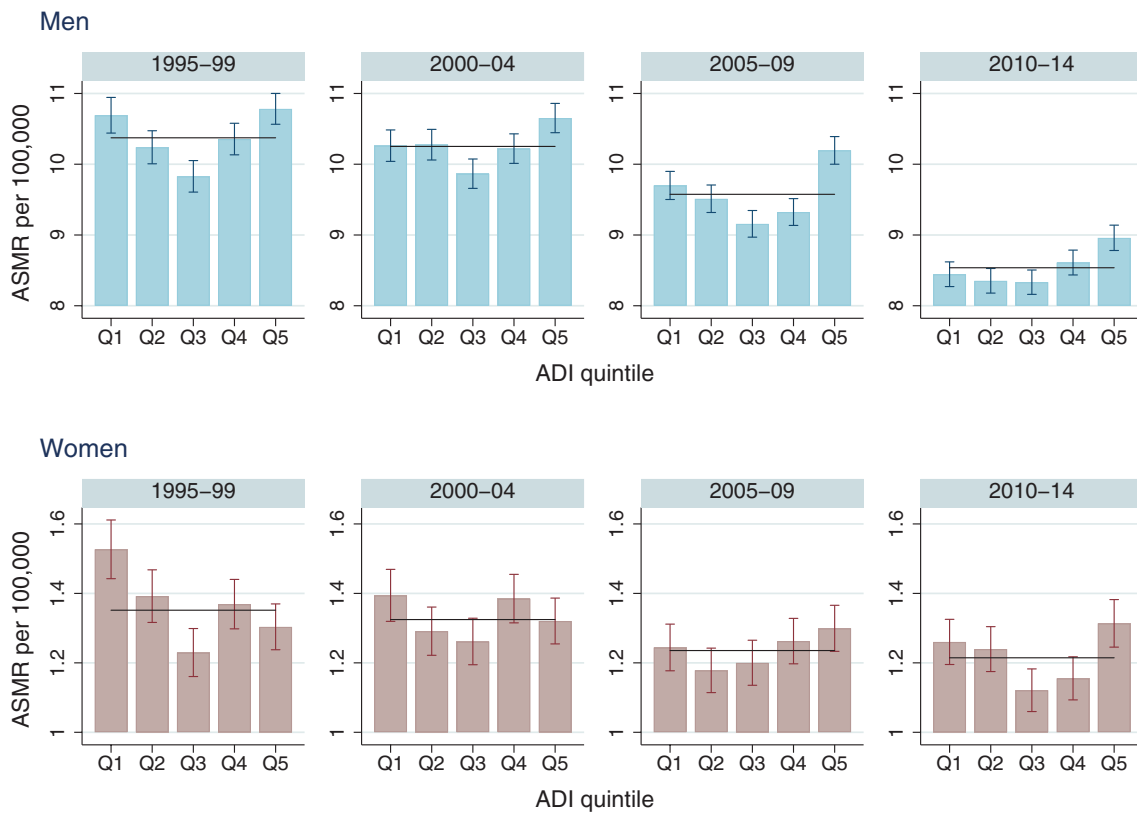 Men
1995–99 2000–04 2005–09 2010–14
ASMR per 100,000
11 11 11 11
10 10 10 10
9 9 9 9
8 8 8 8
Q1 Q2 Q3 Q4 Q5 Q1 Q2 Q3 Q4 Q5 Q1 Q2 Q3 Q4 Q5 Q1 Q2 Q3 Q4 Q5
ADI quintile
Women
1995–99 2000–04 2005–09 2010–14
ASMR per 100,000
1.6 1.6 1.6 1.6
1.4 1.4 1.4 1.4
1.2 1.2 1.2 1.2
1 1 1 1
Q1 Q2 Q3 Q4 Q5 Q1 Q2 Q3 Q4 Q5 Q1 Q2 Q3 Q4 Q5 Q1 Q2 Q3 Q4 Q5
ADI quintile